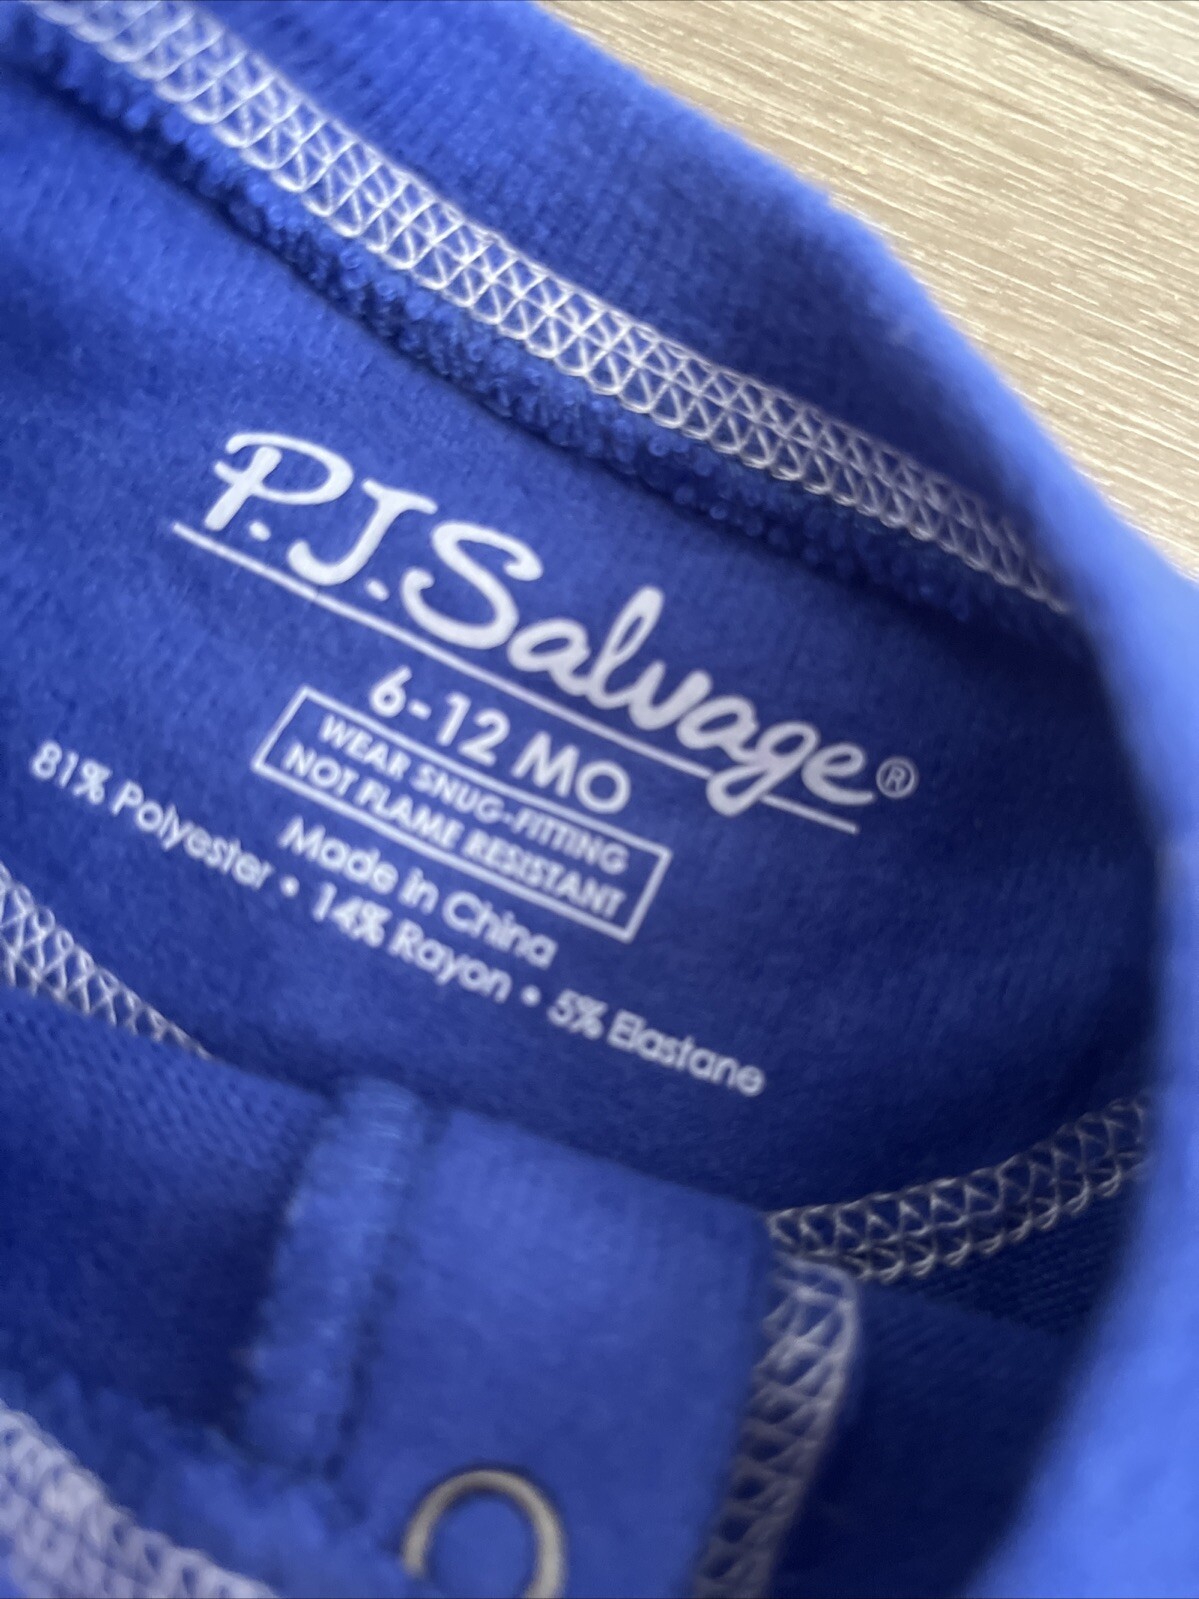 P.J.Salvage®
6-12 MO
WEAR SNUG-FITTING
NOT FLAME RESISTANT
Made in China
81% Polyester • 14% Rayon • 5% Elastane